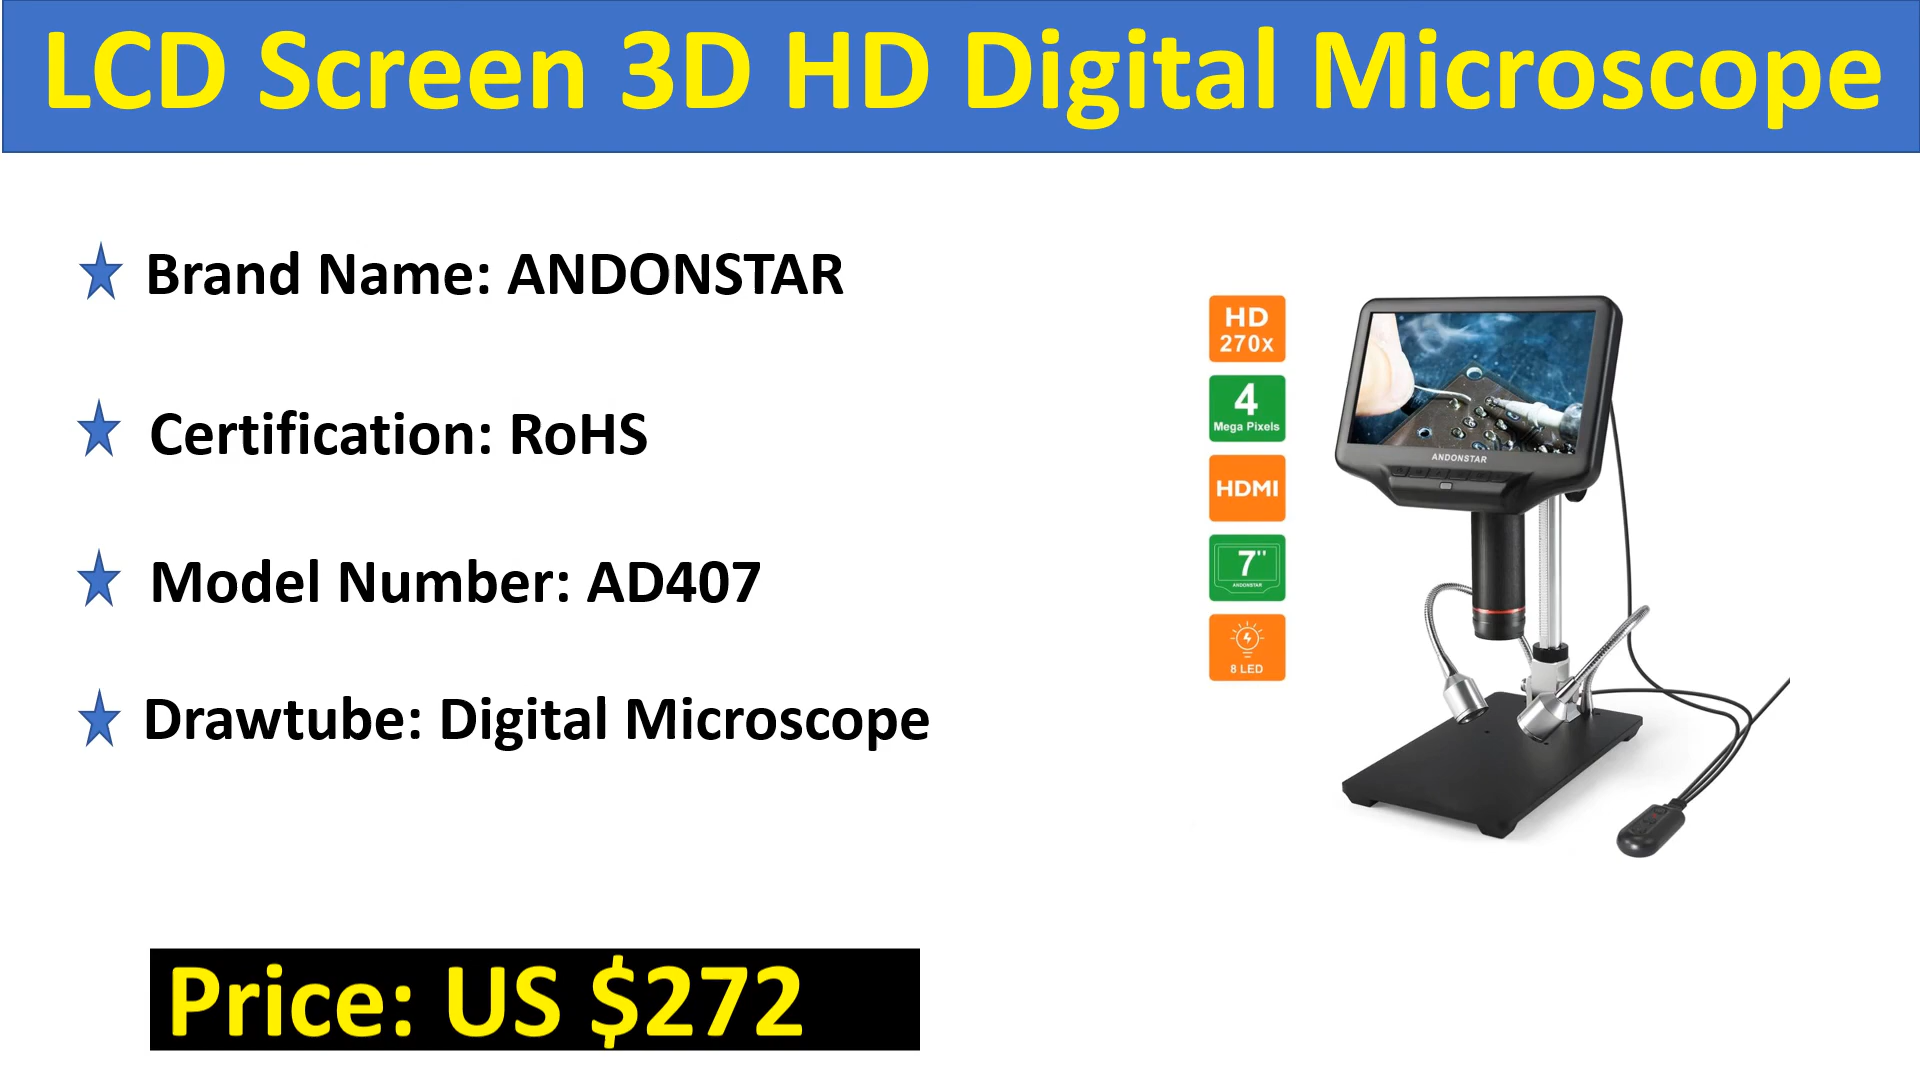 LCD Screen 3D HD Digital Microscope
Brand Name: ANDONSTAR
Certification: RoHS
Model Number: AD407
Drawtube: Digital Microscope
Price: US $272
HD
270x
4
Mega Pixels
HDMI
7"
ANDONSTAR
8 LED
ANDONSTAR